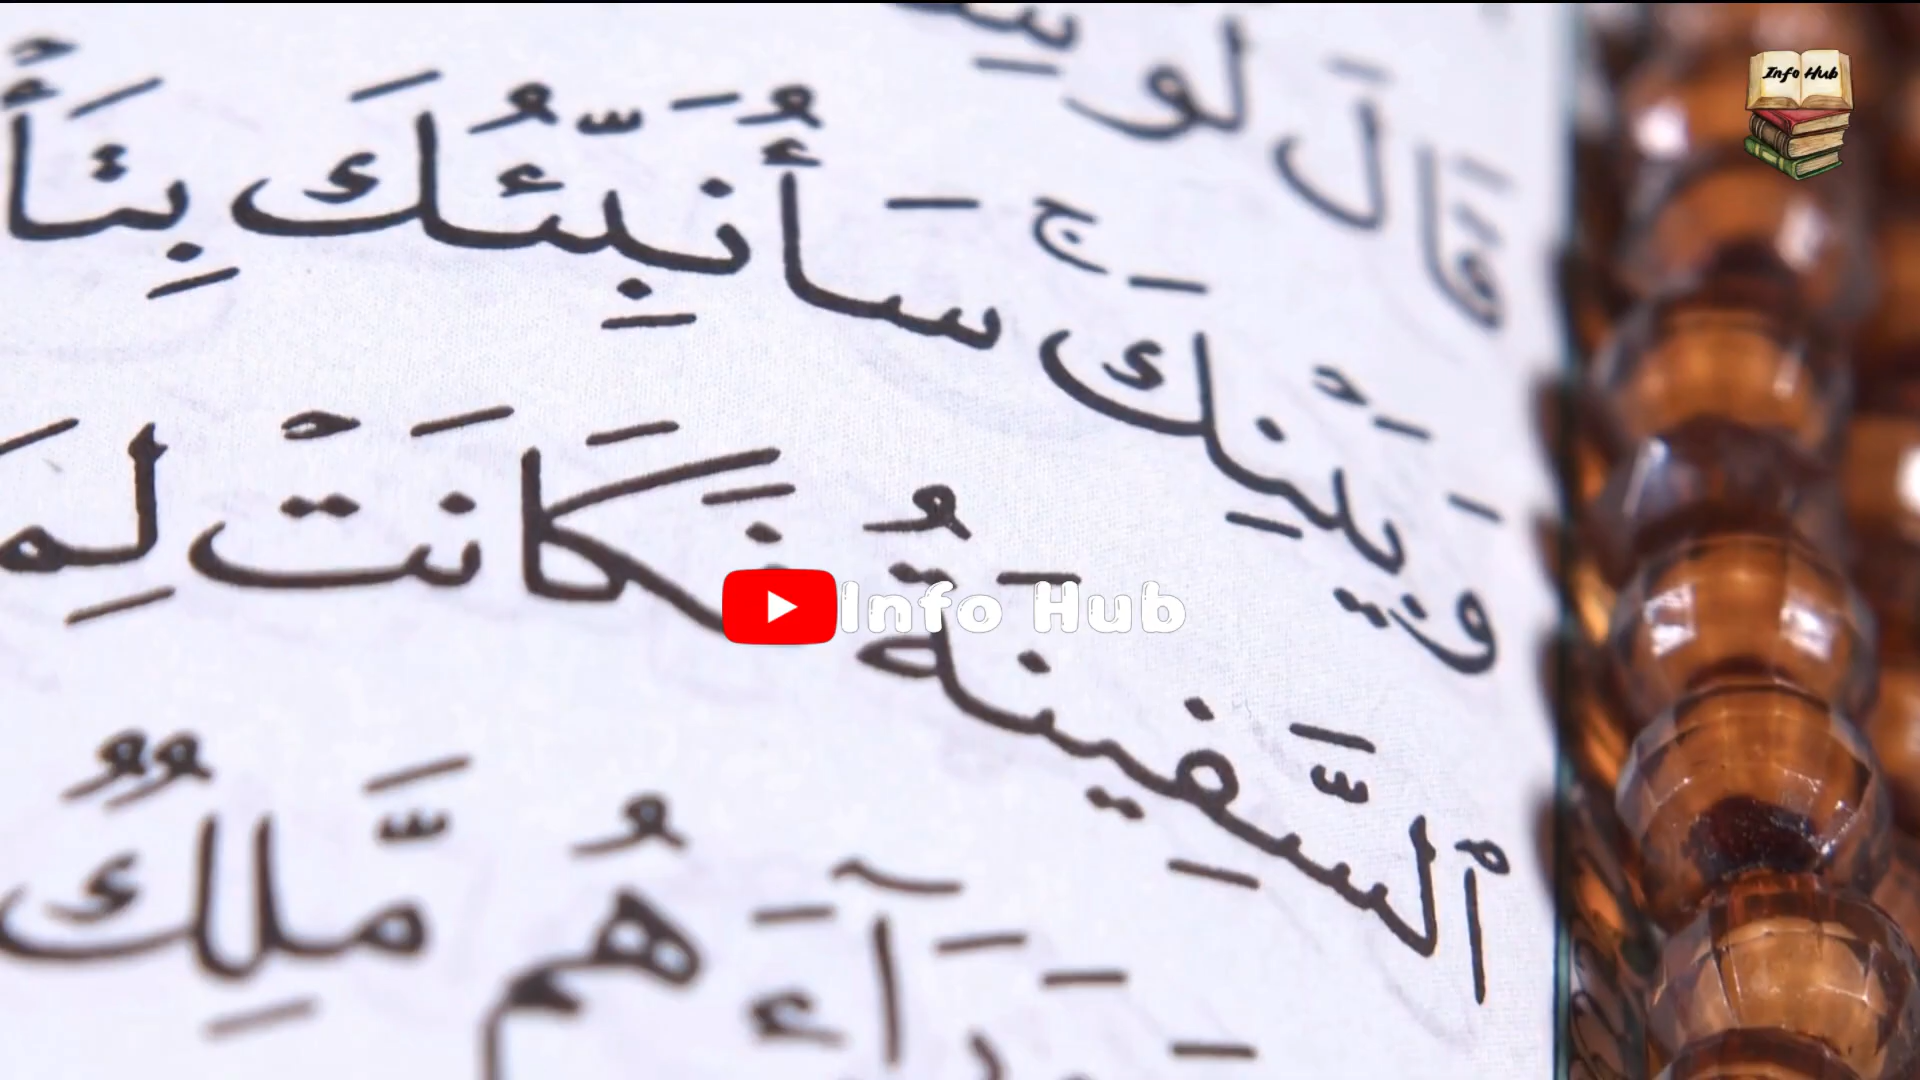 قَالَ لَوْ
وَبَيْنِكَ ج سَأُنَبِّئُكَ بِتَأْ
ٱلسَّفِينَةُ فَكَانَتْ لِمَ
وَرَآءَهُم مَّلِكٌ
Info Hub
Info Hub